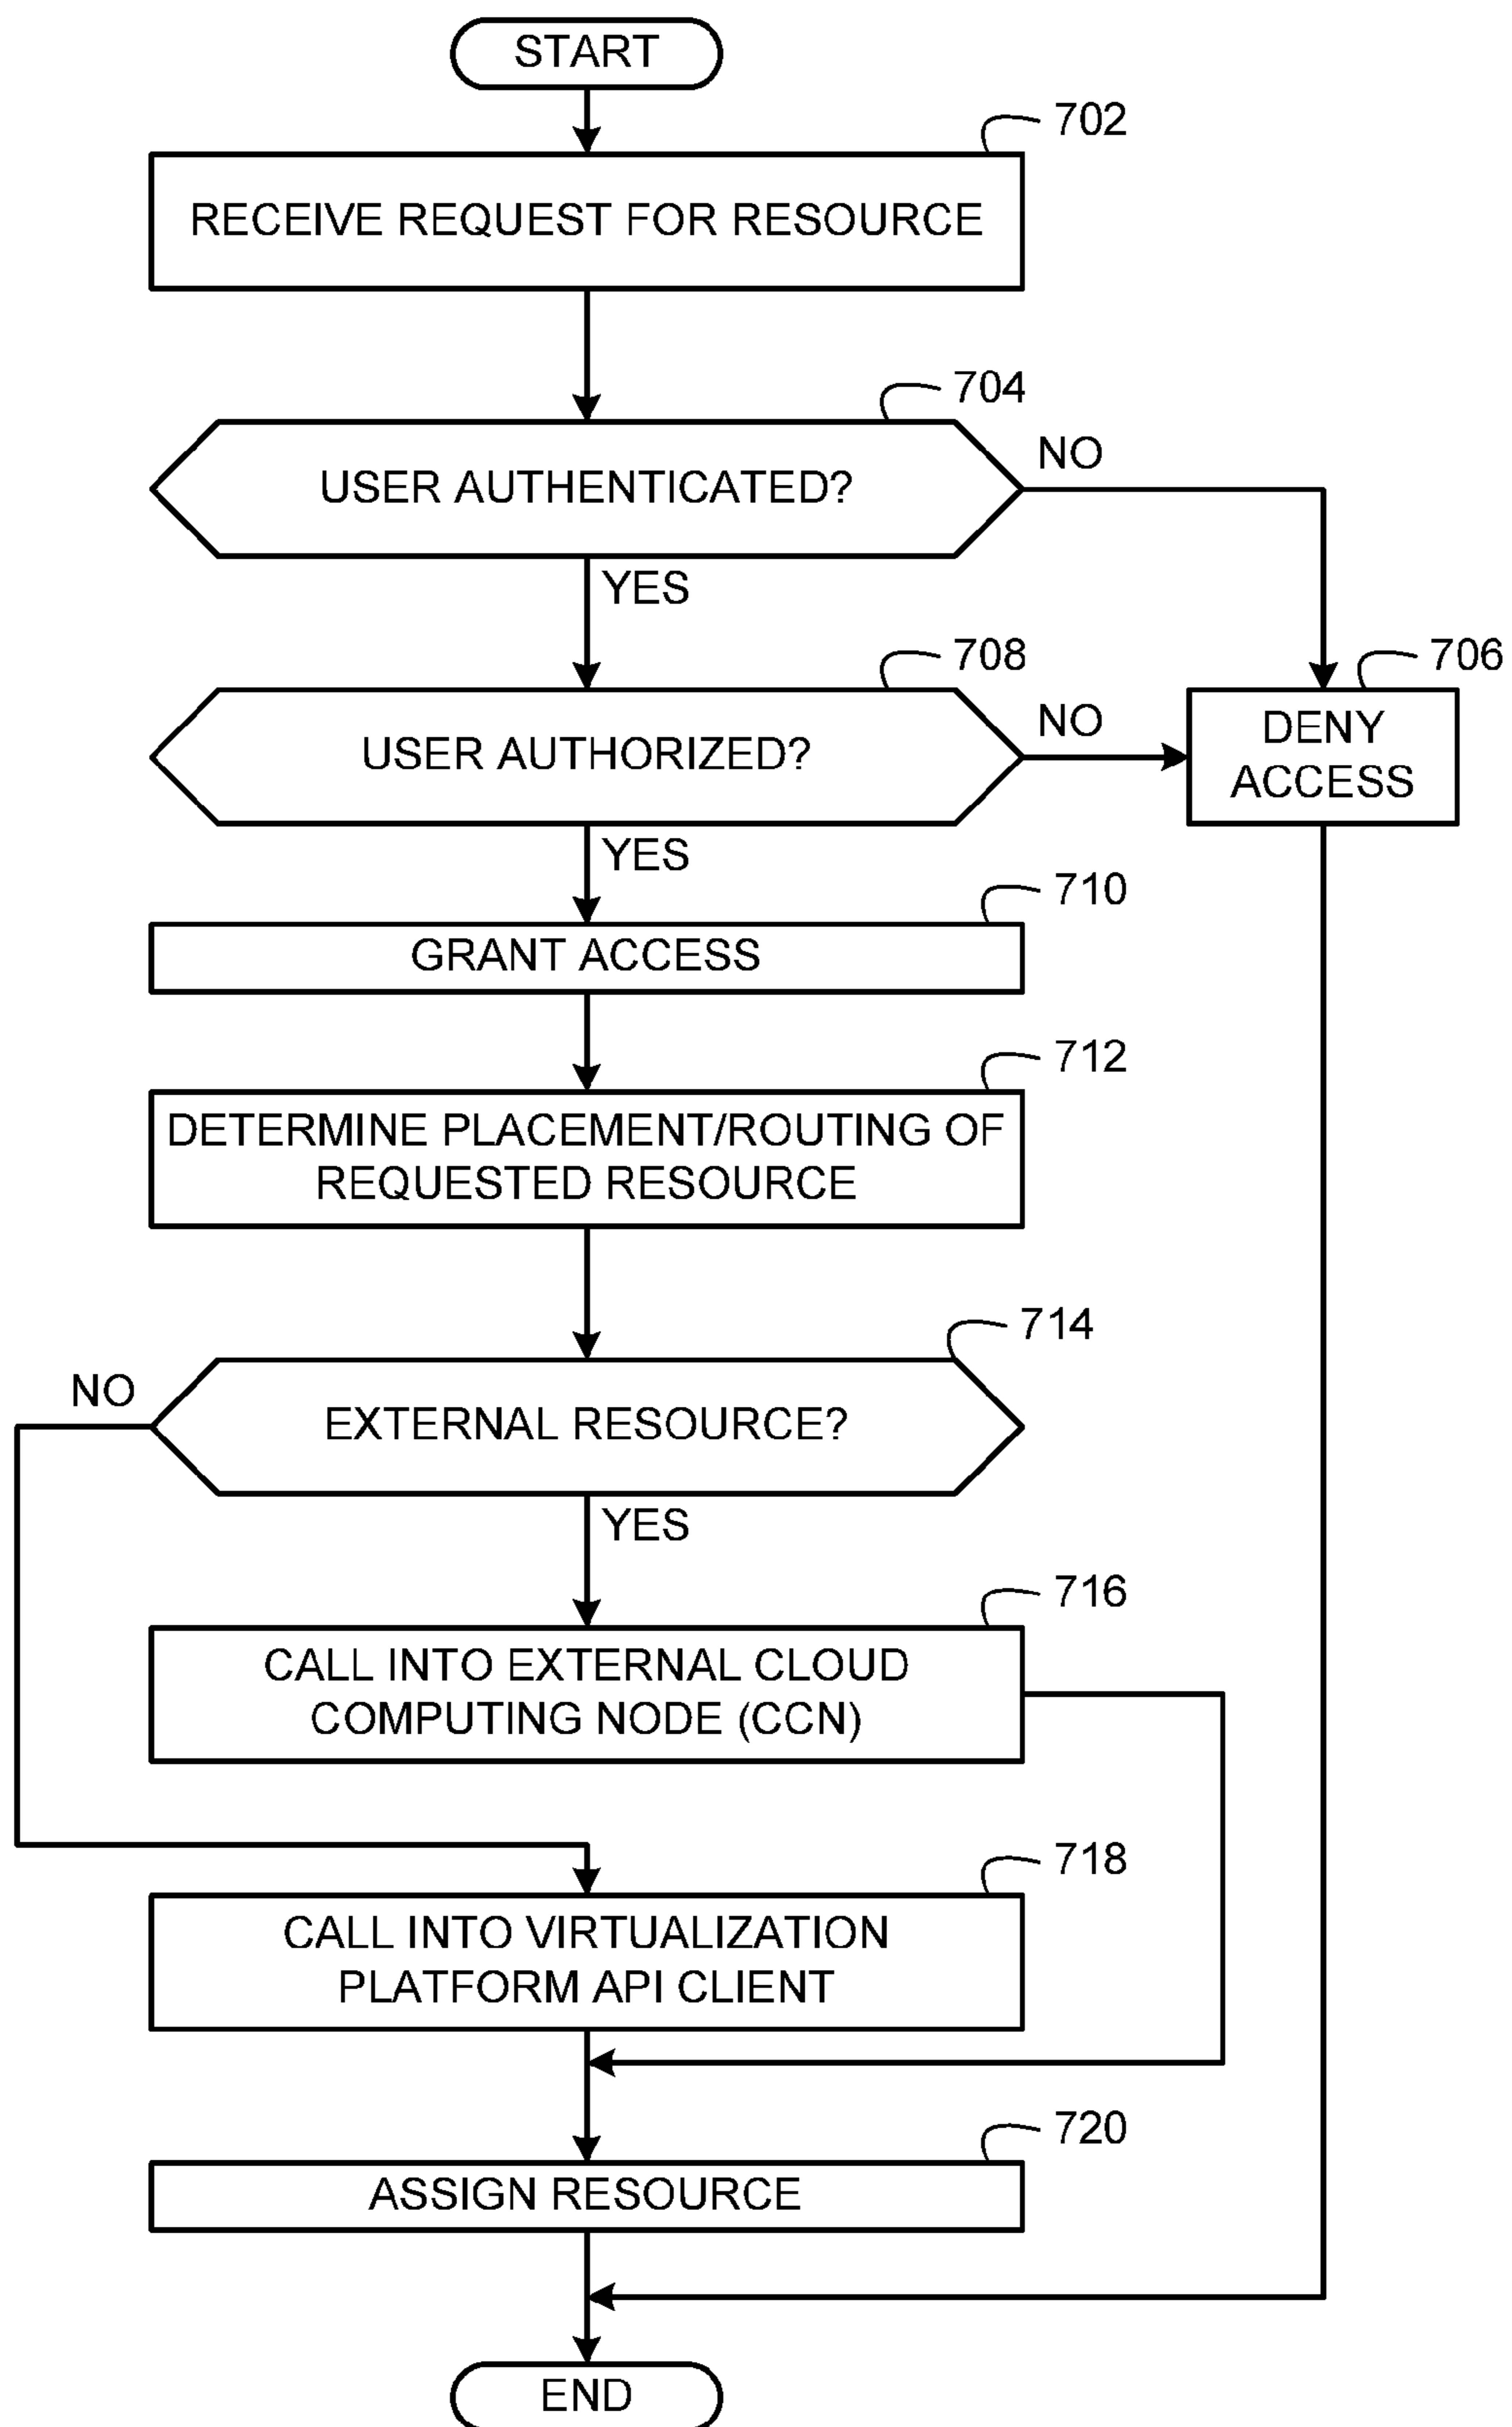 START
702
RECEIVE REQUEST FOR RESOURCE
704
USER AUTHENTICATED?
NO
YES
708
USER AUTHORIZED?
NO
706
DENY
ACCESS
YES
710
GRANT ACCESS
712
DETERMINE PLACEMENT/ROUTING OF
REQUESTED RESOURCE
714
NO
EXTERNAL RESOURCE?
YES
716
CALL INTO EXTERNAL CLOUD
COMPUTING NODE (CCN)
718
CALL INTO VIRTUALIZATION
PLATFORM API CLIENT
720
ASSIGN RESOURCE
END